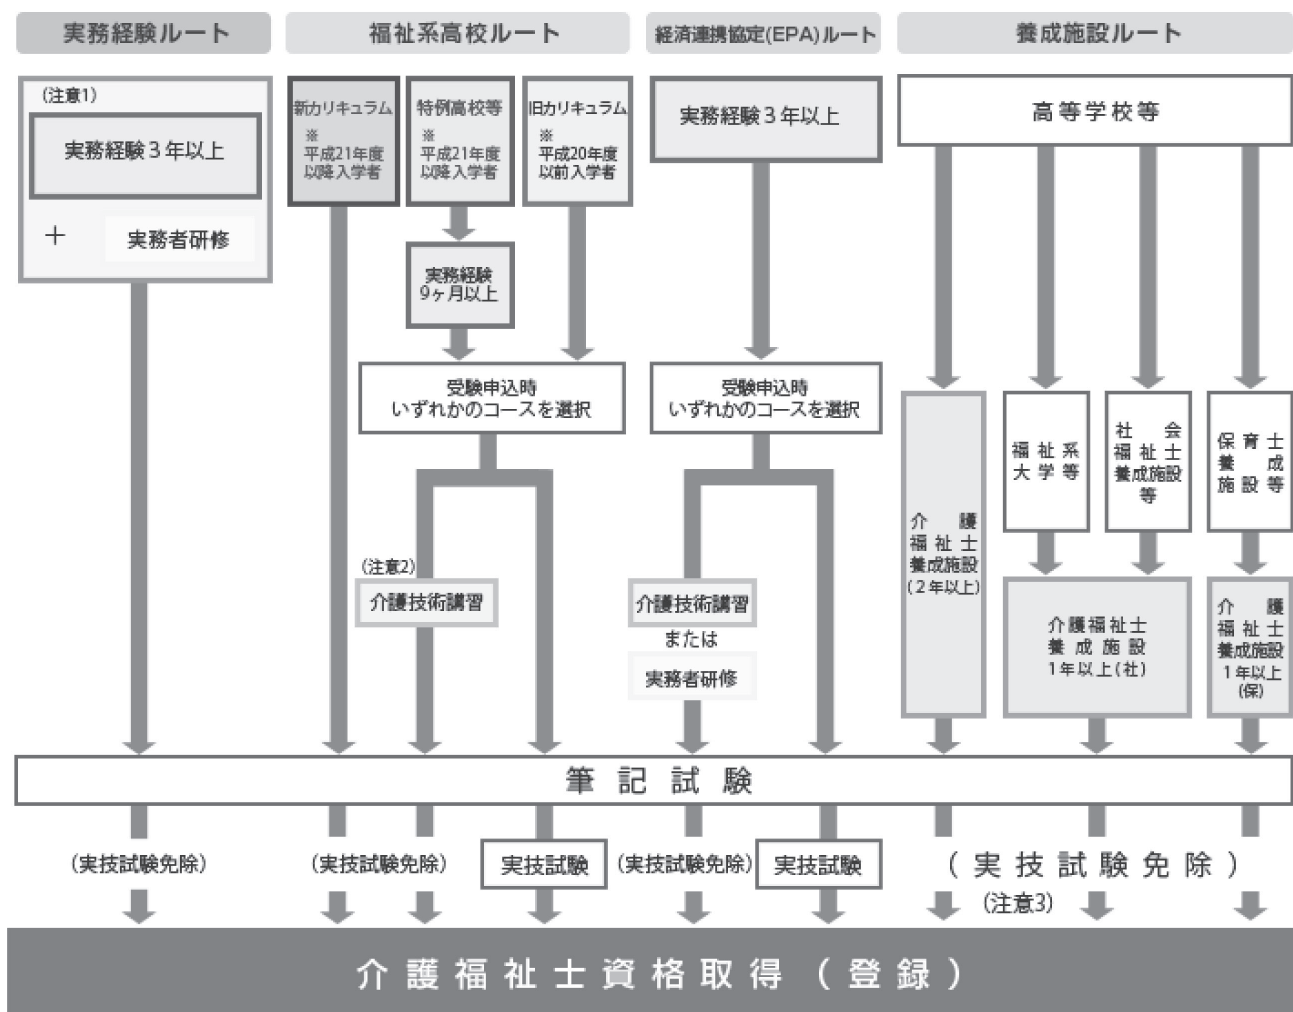 実務経験ルート
福祉系高校ルート
経済連携協定(EPA)ルート
養成施設ルート
(注意1)
実務経験3年以上
＋
実務者研修
新カリキュラム
※
平成21年度
以降入学者
特例高校等
※
平成21年度
以降入学者
旧カリキュラム
※
平成20年度
以前入学者
実務経験
9ヶ月以上
受験申込時
いずれかのコースを選択
(注意2)
介護技術講習
実務経験3年以上
受験申込時
いずれかのコースを選択
介護技術講習
または
実務者研修
高等学校等
介護
福祉士
養成施設
(2年以上)
福祉系
大学等
社会
福祉士
養成施設
等
保育士
養成
施設等
介護福祉士
養成施設
1年以上(社)
介護
福祉士
養成施設
1年以上
(保)
筆記試験
(実技試験免除)
(実技試験免除)
実技試験
(実技試験免除)
実技試験
(実技試験免除)
(注意3)
介護福祉士資格取得(登録)